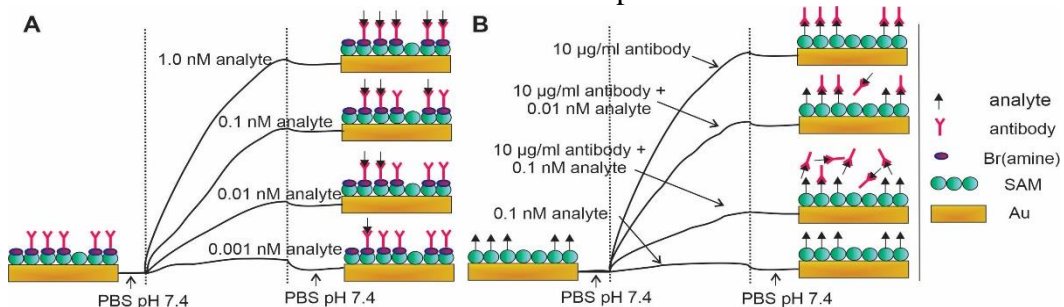 A
1.0 nM analyte
0.1 nM analyte
0.01 nM analyte
0.001 nM analyte
PBS pH 7.4
PBS pH 7.4
B
10 µg/ml antibody
10 µg/ml antibody +
0.01 nM analyte
10 µg/ml antibody +
0.1 nM analyte
0.1 nM analyte
PBS pH 7.4
PBS pH 7.4
analyte
antibody
Br(amine)
SAM
Au